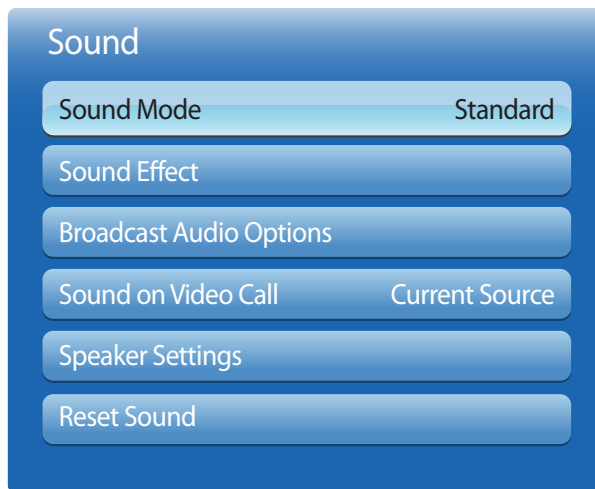 Sound
Sound Mode Standard
Sound Effect
Broadcast Audio Options
Sound on Video Call Current Source
Speaker Settings
Reset Sound